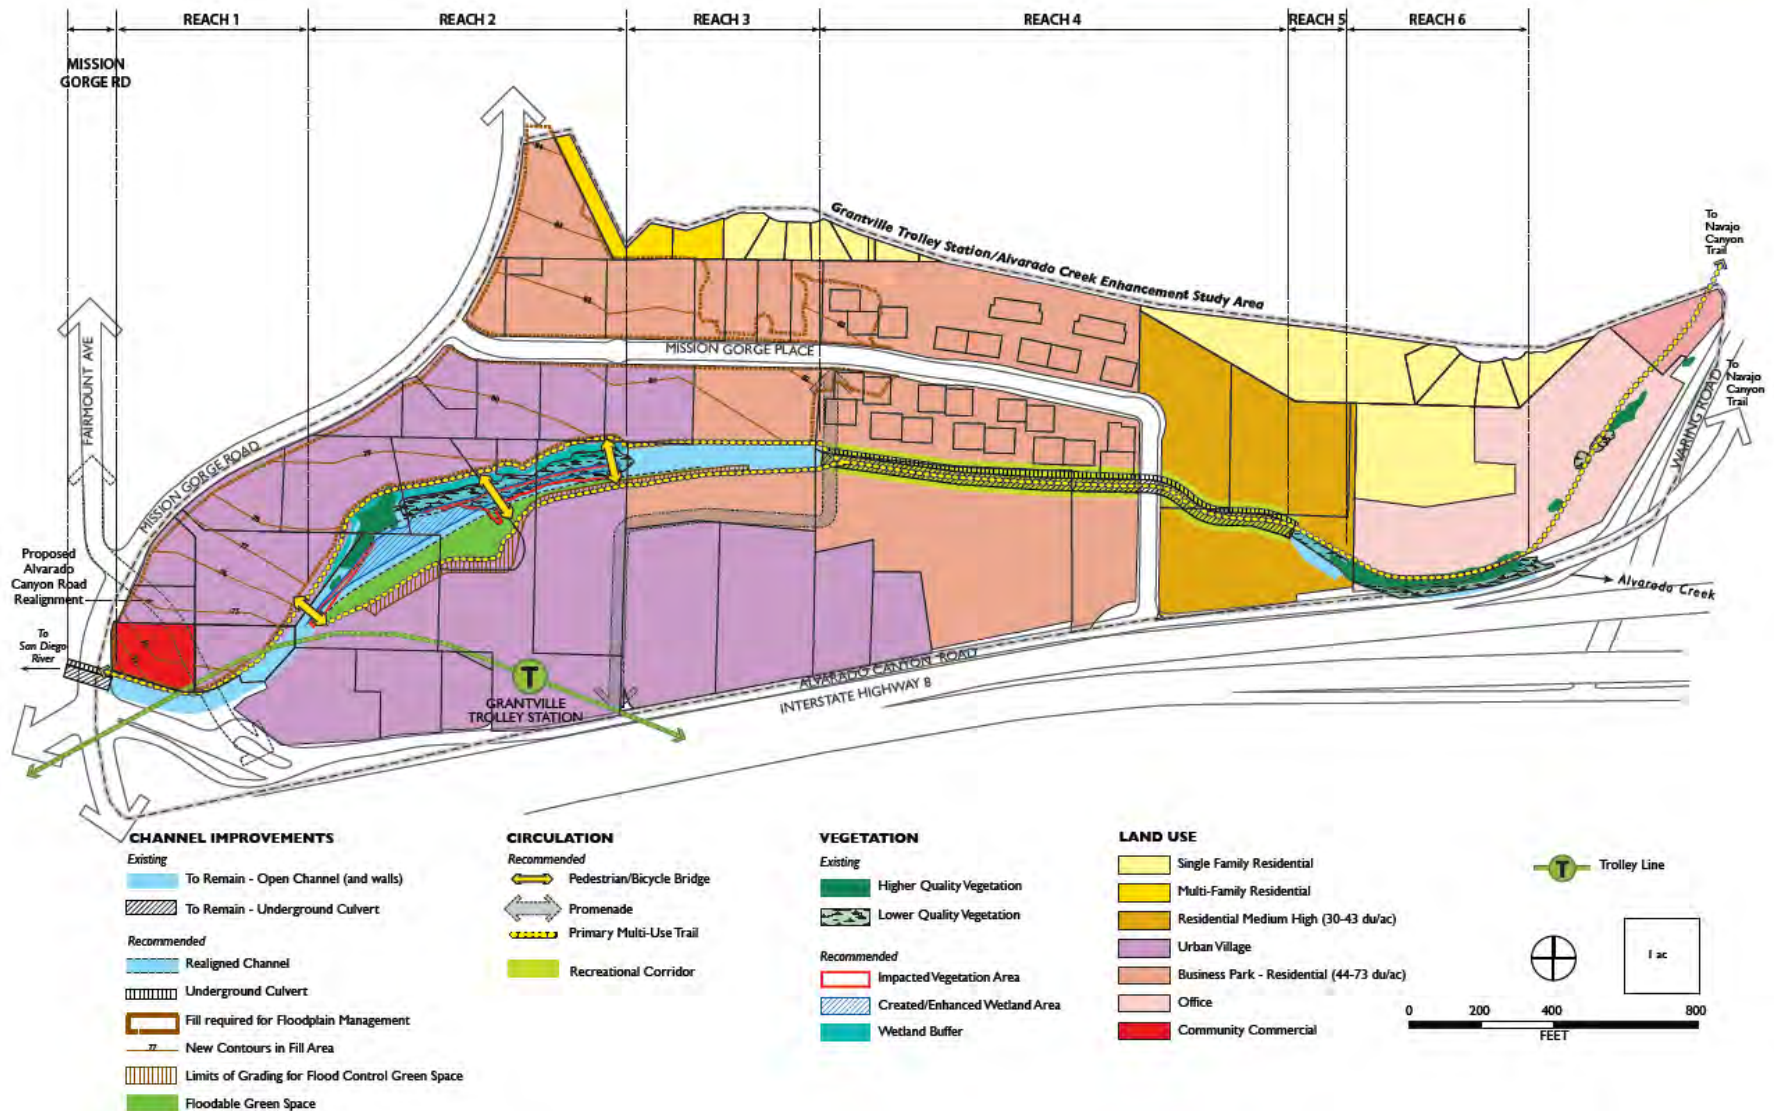 REACH 1
REACH 2
REACH 3
REACH 4
REACH 5
REACH 6
MISSION
GORGE RD
Grantville Trolley Station/Alvarado Creek Enhancement Study Area
To
Navajo
Canyon
Trail
To
Navajo
Canyon
Trail
WARING ROAD
Alvarado Creek
MISSION GORGE PLACE
FAIRMOUNT AVE
MISSION GORGE ROAD
Proposed
Alvarado
Canyon Road
Realignment
To
San Diego
River
T
GRANTVILLE
TROLLEY STATION
ALVARADO CANYON ROAD
INTERSTATE HIGHWAY 8
CHANNEL IMPROVEMENTS
Existing
To Remain - Open Channel (and walls)
To Remain - Underground Culvert
Recommended
Realigned Channel
Underground Culvert
Fill required for Floodplain Management
77
New Contours in Fill Area
Limits of Grading for Flood Control Green Space
Floodable Green Space
CIRCULATION
Recommended
Pedestrian/Bicycle Bridge
Promenade
Primary Multi-Use Trail
Recreational Corridor
VEGETATION
Existing
Higher Quality Vegetation
Lower Quality Vegetation
Recommended
Impacted Vegetation Area
Created/Enhanced Wetland Area
Wetland Buffer
LAND USE
Single Family Residential
Multi-Family Residential
Residential Medium High (30-43 du/ac)
Urban Village
Business Park - Residential (44-73 du/ac)
Office
Community Commercial
T
Trolley Line
1 ac
0 200 400 800
FEET